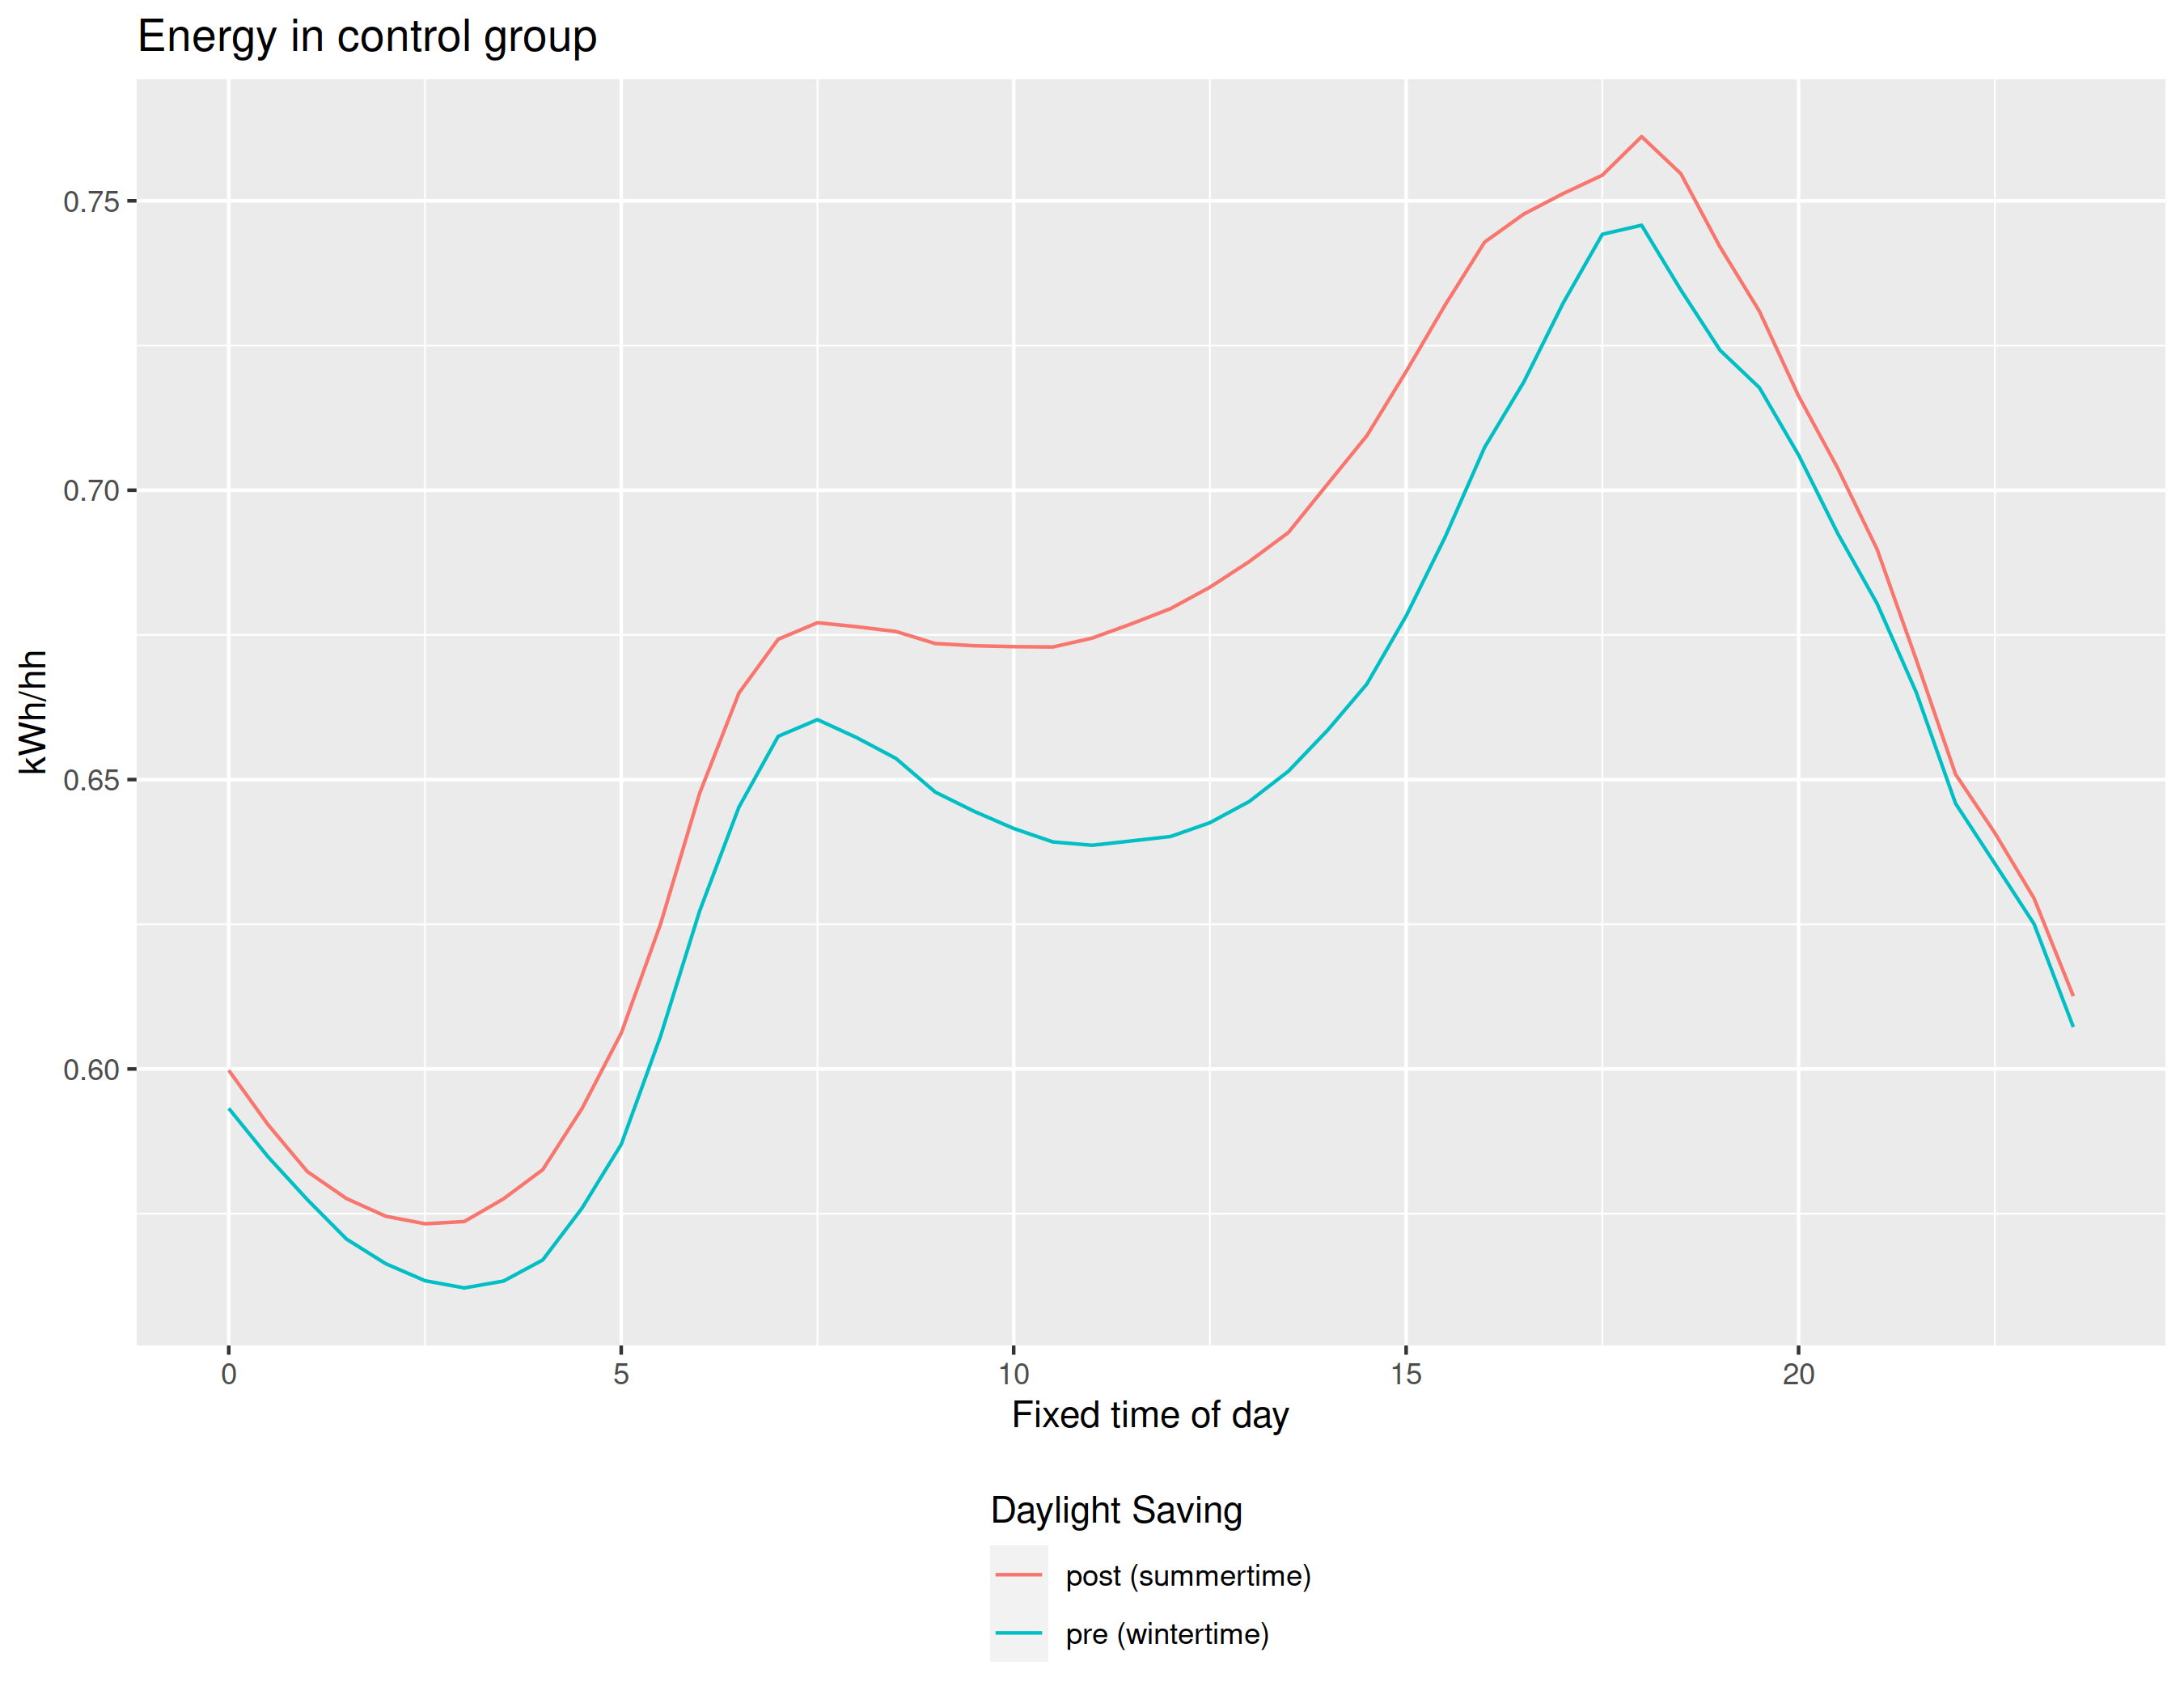 Energy in control group
kWh/hh
0.75
0.70
0.65
0.60
0 5 10 15 20
Fixed time of day
Daylight Saving
post (summertime)
pre (wintertime)